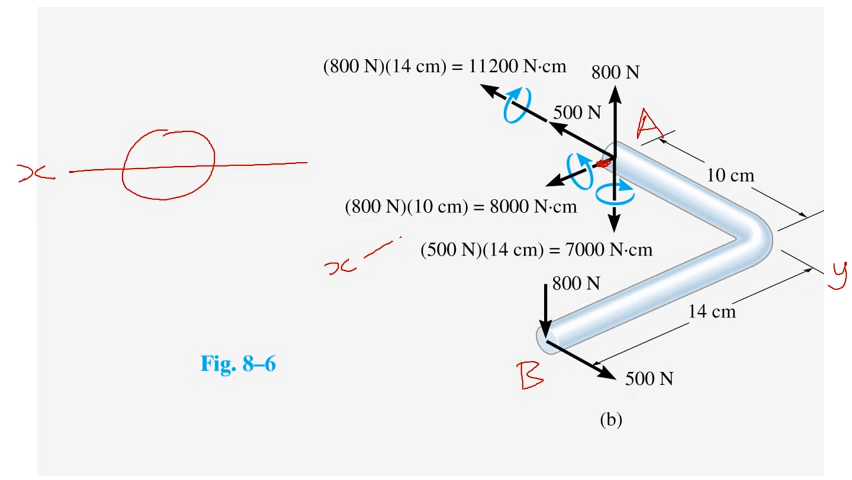 (800 N)(14 cm) = 11200 N·cm
800 N
500 N
A
10 cm
x
(800 N)(10 cm) = 8000 N·cm
(500 N)(14 cm) = 7000 N·cm
x
y
800 N
14 cm
Fig. 8–6
B
500 N
(b)